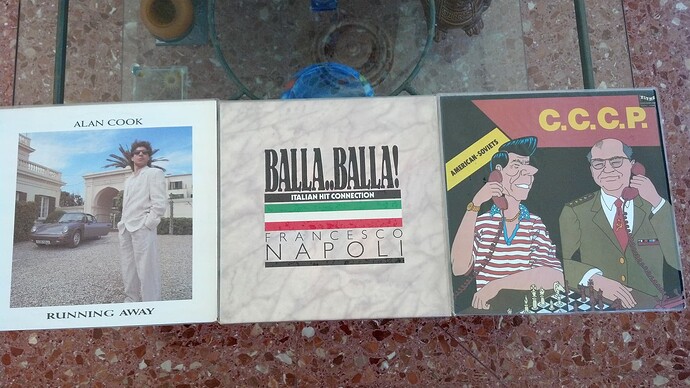 ALAN COOK
RUNNING AWAY
BALLA..BALLA!
ITALIAN HIT CONNECTION
FRANCESCO
NAPOLI
C.C.C.P.
AMERICAN-SOVIETS